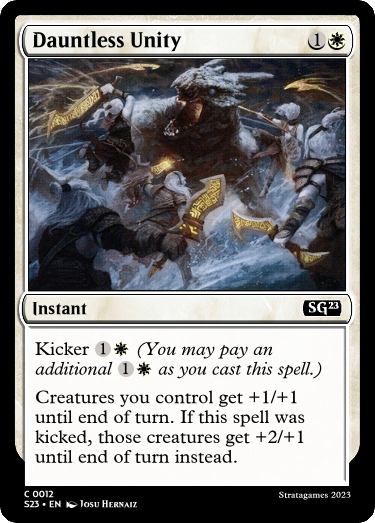 Dauntless Unity 1
Instant SG23
Kicker 1 (You may pay an
additional 1 as you cast this spell.)
Creatures you control get +1/+1
until end of turn. If this spell was
kicked, those creatures get +2/+1
until end of turn instead.
C 0012 Stratagames 2023
S23 • EN Josu Hernaiz